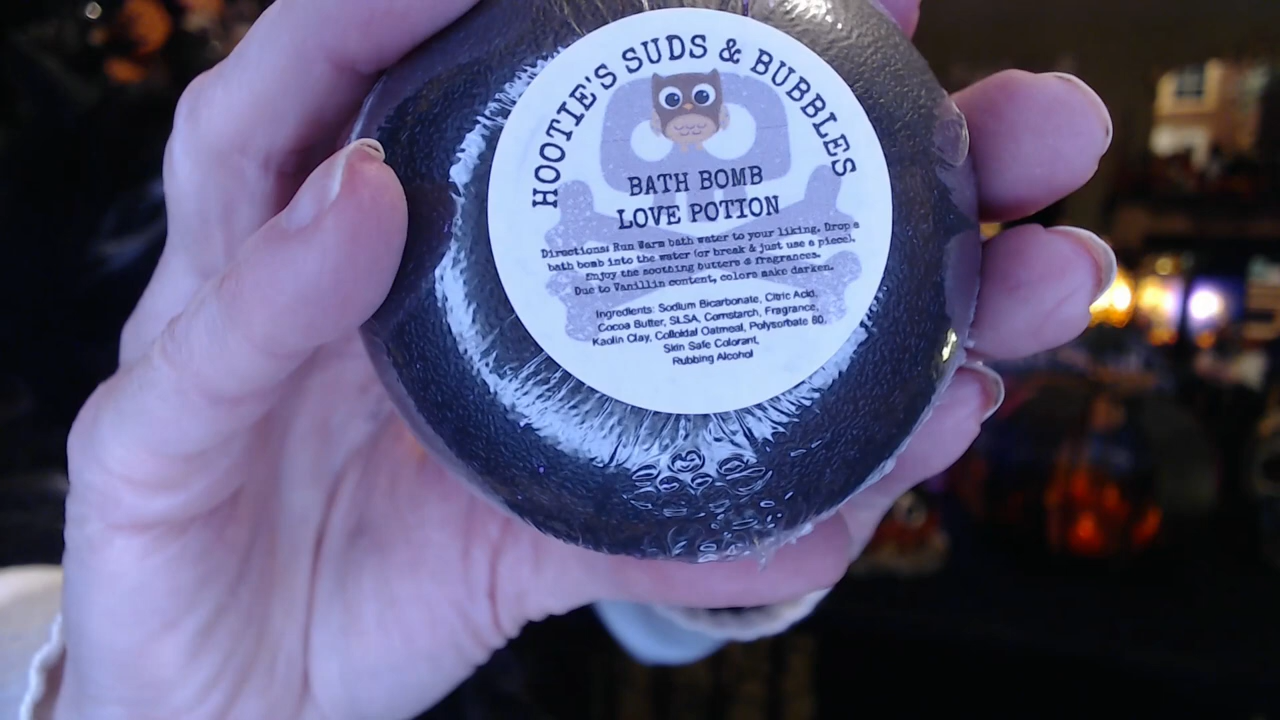 HOOTIE'S SUDS & BUBBLES
BATH BOMB
LOVE POTION
Directions: Run Warm bath water to your liking. Drop a
bath bomb into the water (or break & just use a piece).
Enjoy the soothing butters & fragrances.
Due to Vanillin content, colors make darken.
Ingredients: Sodium Bicarbonate, Citric Acid,
Cocoa Butter, SLSA, Cornstarch, Fragrance,
Kaolin Clay, Colloidal Oatmeal, Polysorbate 80,
Skin Safe Colorant,
Rubbing Alcohol